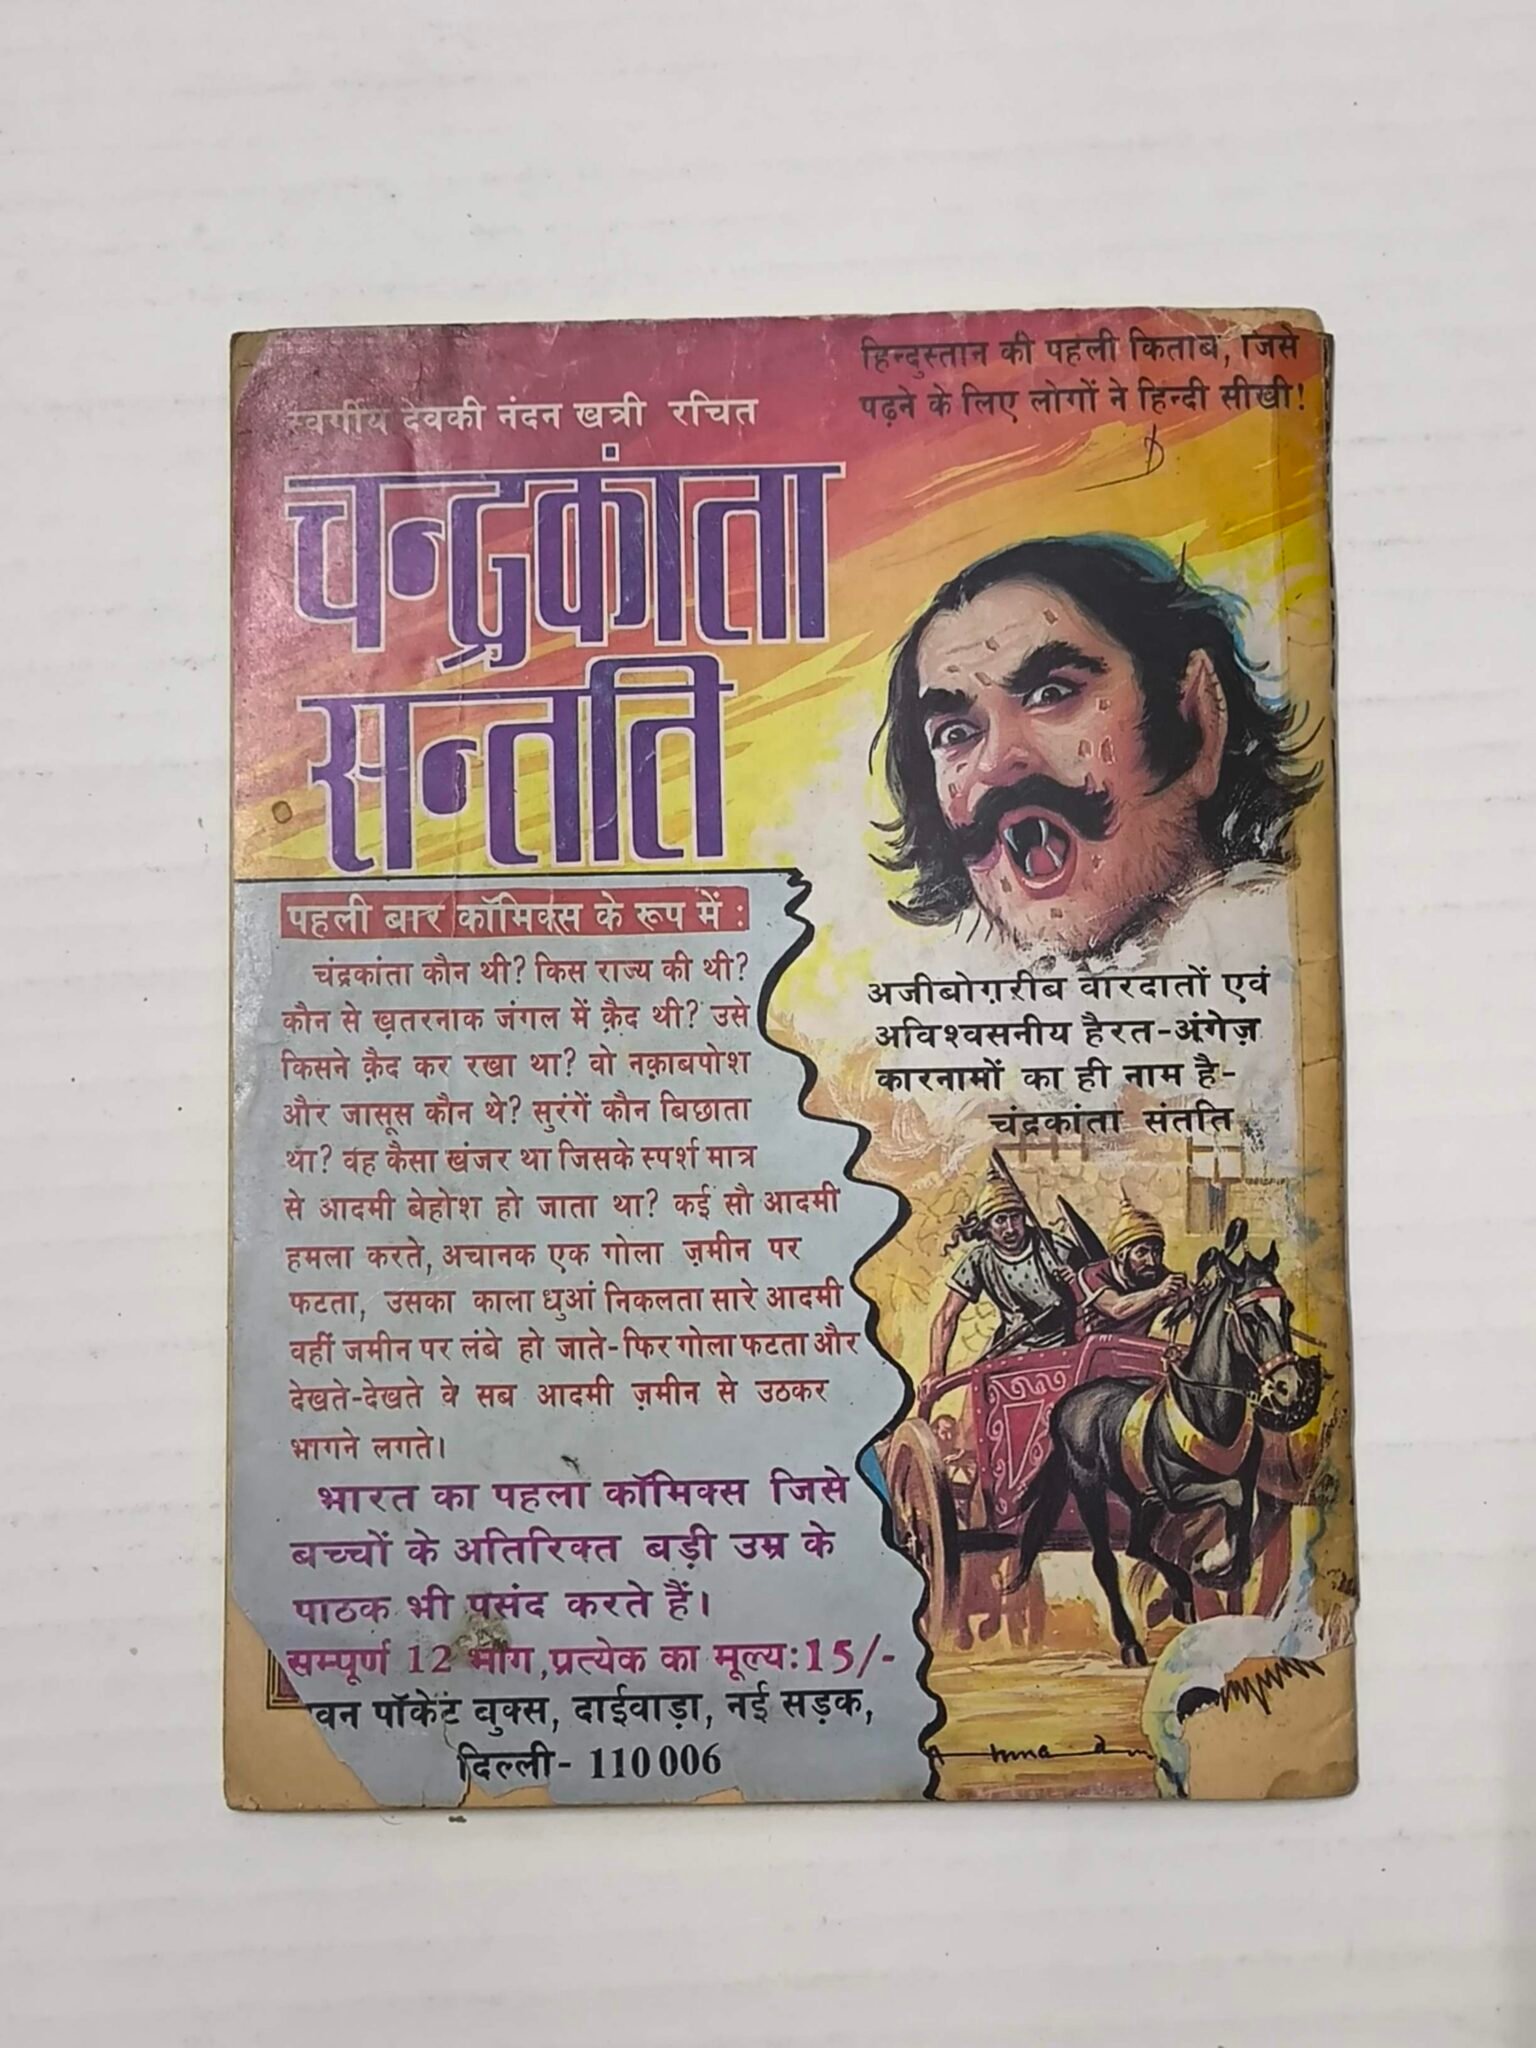 हिन्दुस्तान की पहली किताब, जिसे
पढ़ने के लिए लोगों ने हिन्दी सीखी!
स्वर्गीय देवकी नंदन खत्री रचित
चन्द्रकांता
सन्तति
पहली बार कॉमिक्स के रूप में :
चंद्रकांता कौन थी? किस राज्य की थी?
कौन से ख़तरनाक जंगल में क़ैद थी? उसे
किसने क़ैद कर रखा था? वो नक़ाबपोश
और जासूस कौन थे? सुरंगें कौन बिछाता
था? वह कैसा खंजर था जिसके स्पर्श मात्र
से आदमी बेहोश हो जाता था? कई सौ आदमी
हमला करते, अचानक एक गोला ज़मीन पर
फटता, उसका काला धुआं निकलता सारे आदमी
वहीं जमीन पर लंबे हो जाते-फिर गोला फटता और
देखते-देखते वे सब आदमी ज़मीन से उठकर
भागने लगते।
भारत का पहला कॉमिक्स जिसे
बच्चों के अतिरिक्त बड़ी उम्र के
पाठक भी पसंद करते हैं।
सम्पूर्ण 12 भाग, प्रत्येक का मूल्य: 15/-
वन पॉकेट बुक्स, दाईवाड़ा, नई सड़क,
दिल्ली- 110 006
अजीबोग़रीब वारदातों एवं
अविश्वसनीय हैरत-अंगेज़
कारनामों का ही नाम है-
चंद्रकांता संतति